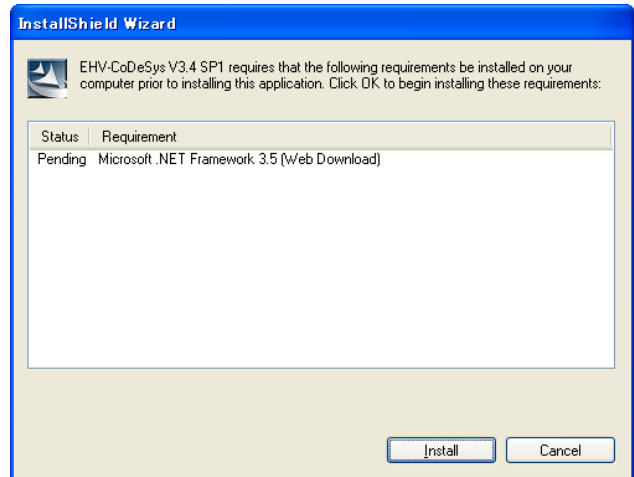 InstallShield Wizard
EHV-CoDeSys V3.4 SP1 requires that the following requirements be installed on your
computer prior to installing this application. Click OK to begin installing these requirements:
Status Requirement
Pending Microsoft .NET Framework 3.5 (Web Download)
Install Cancel